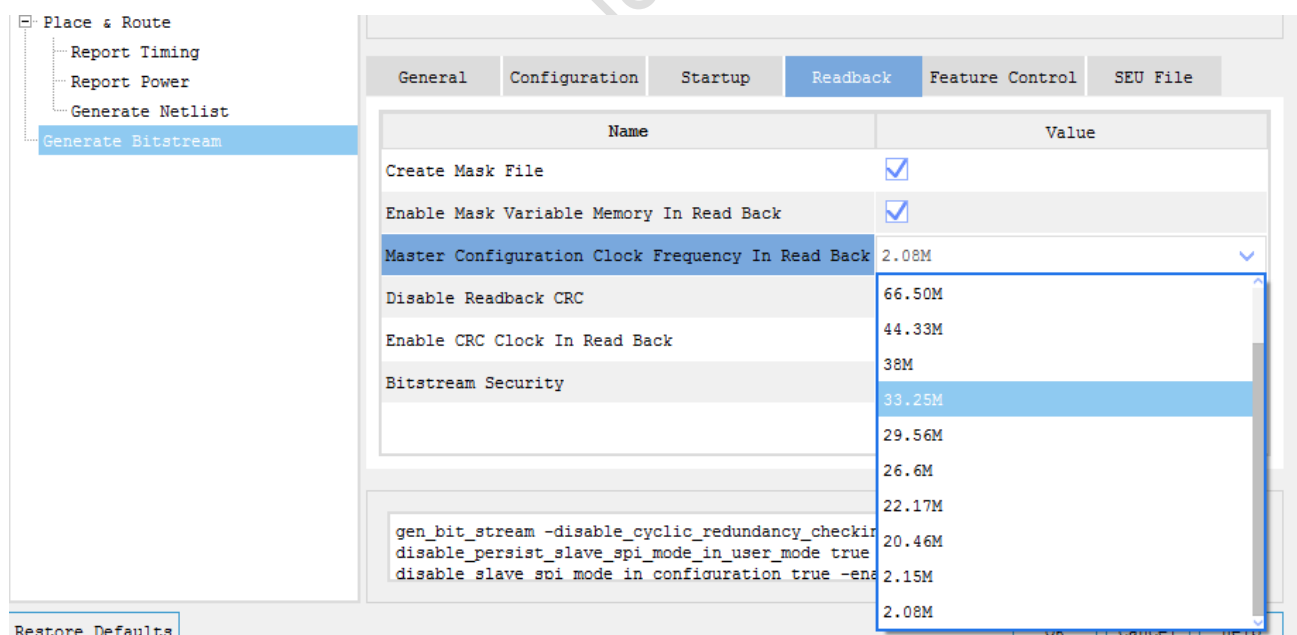 Place & Route
Report Timing
Report Power
Generate Netlist
Generate Bitstream
General Configuration Startup Readback Feature Control SEU File
Name Value
Create Mask File
Enable Mask Variable Memory In Read Back
Master Configuration Clock Frequency In Read Back 2.08M
Disable Readback CRC
Enable CRC Clock In Read Back
Bitstream Security
66.50M
44.33M
38M
33.25M
29.56M
26.6M
22.17M
20.46M
2.15M
2.08M
gen_bit_stream -disable_cyclic_redundancy_checkin
disable_persist_slave_spi_mode_in_user_mode true
disable_slave_spi_mode_in_configuration true -ena
Restore Defaults